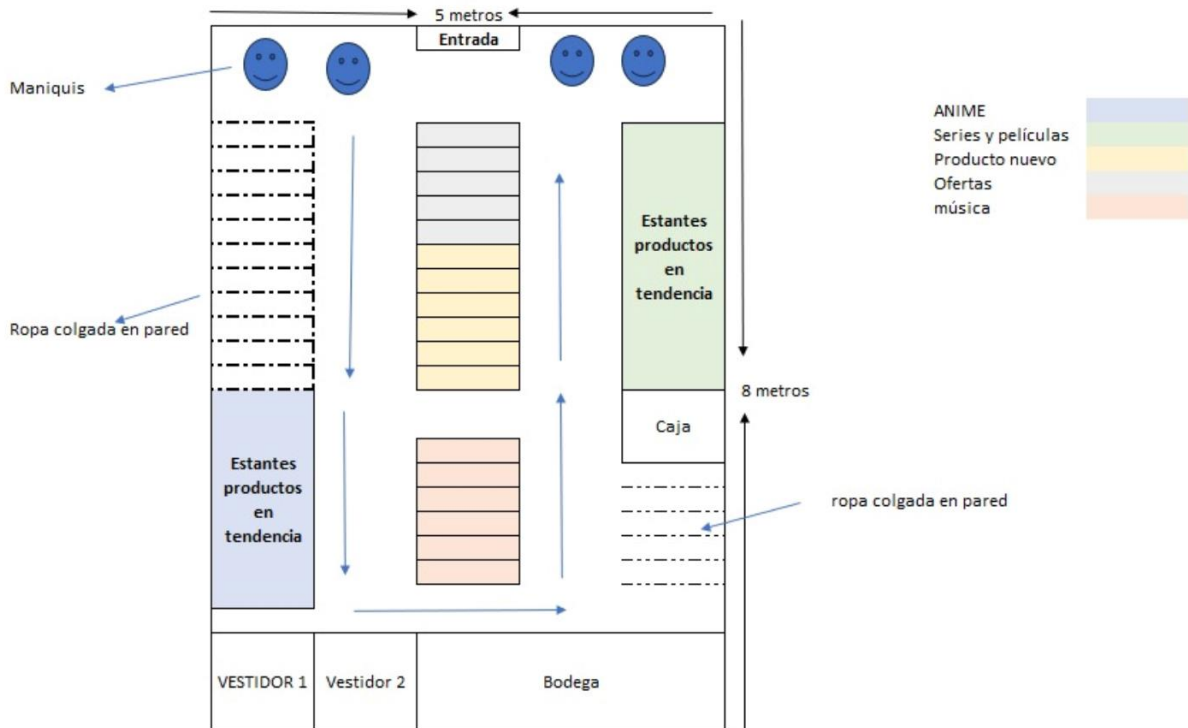 5 metros
Entrada
Maniquis
ANIME
Series y películas
Producto nuevo
Ofertas
música
Estantes
productos
en
tendencia
Ropa colgada en pared
8 metros
Caja
Estantes
productos
en
tendencia
ropa colgada en pared
VESTIDOR 1
Vestidor 2
Bodega